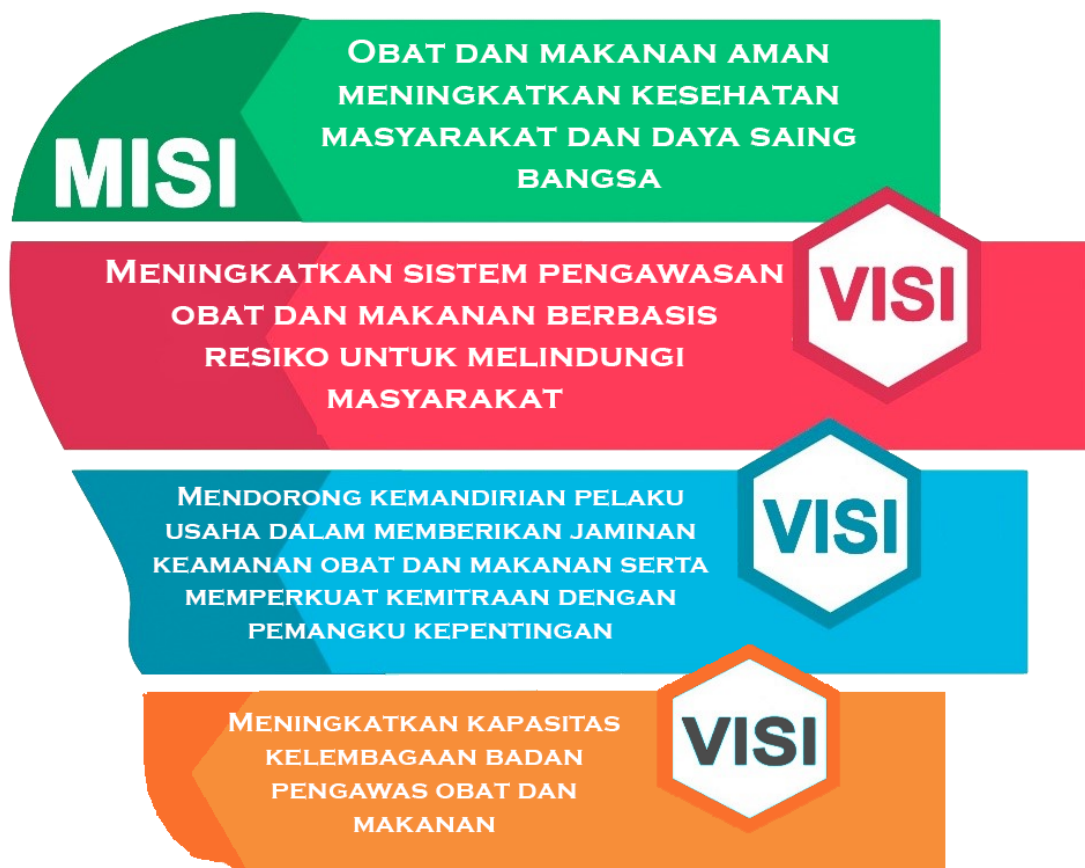 MISI
Obat dan makanan aman
meningkatkan kesehatan
masyarakat dan daya saing
bangsa
Meningkatkan sistem pengawasan
obat dan makanan berbasis
resiko untuk melindungi
masyarakat
VISI
Mendorong kemandirian pelaku
usaha dalam memberikan jaminan
keamanan obat dan makanan serta
memperkuat kemitraan dengan
pemangku kepentingan
VISI
Meningkatkan kapasitas
kelembagaan Badan
Pengawas Obat dan
Makanan
VISI